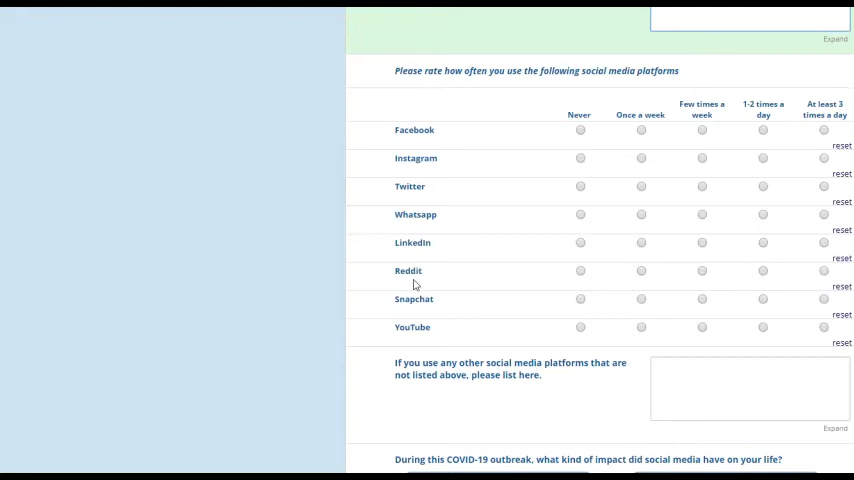 Expand
Please rate how often you use the following social media platforms
Never Once a week Few times a week 1-2 times a day At least 3 times a day
Facebook
reset
Instagram
reset
Twitter
reset
Whatsapp
reset
LinkedIn
reset
Reddit
reset
Snapchat
reset
YouTube
reset
If you use any other social media platforms that are
not listed above, please list here.
Expand
During this COVID-19 outbreak, what kind of impact did social media have on your life?